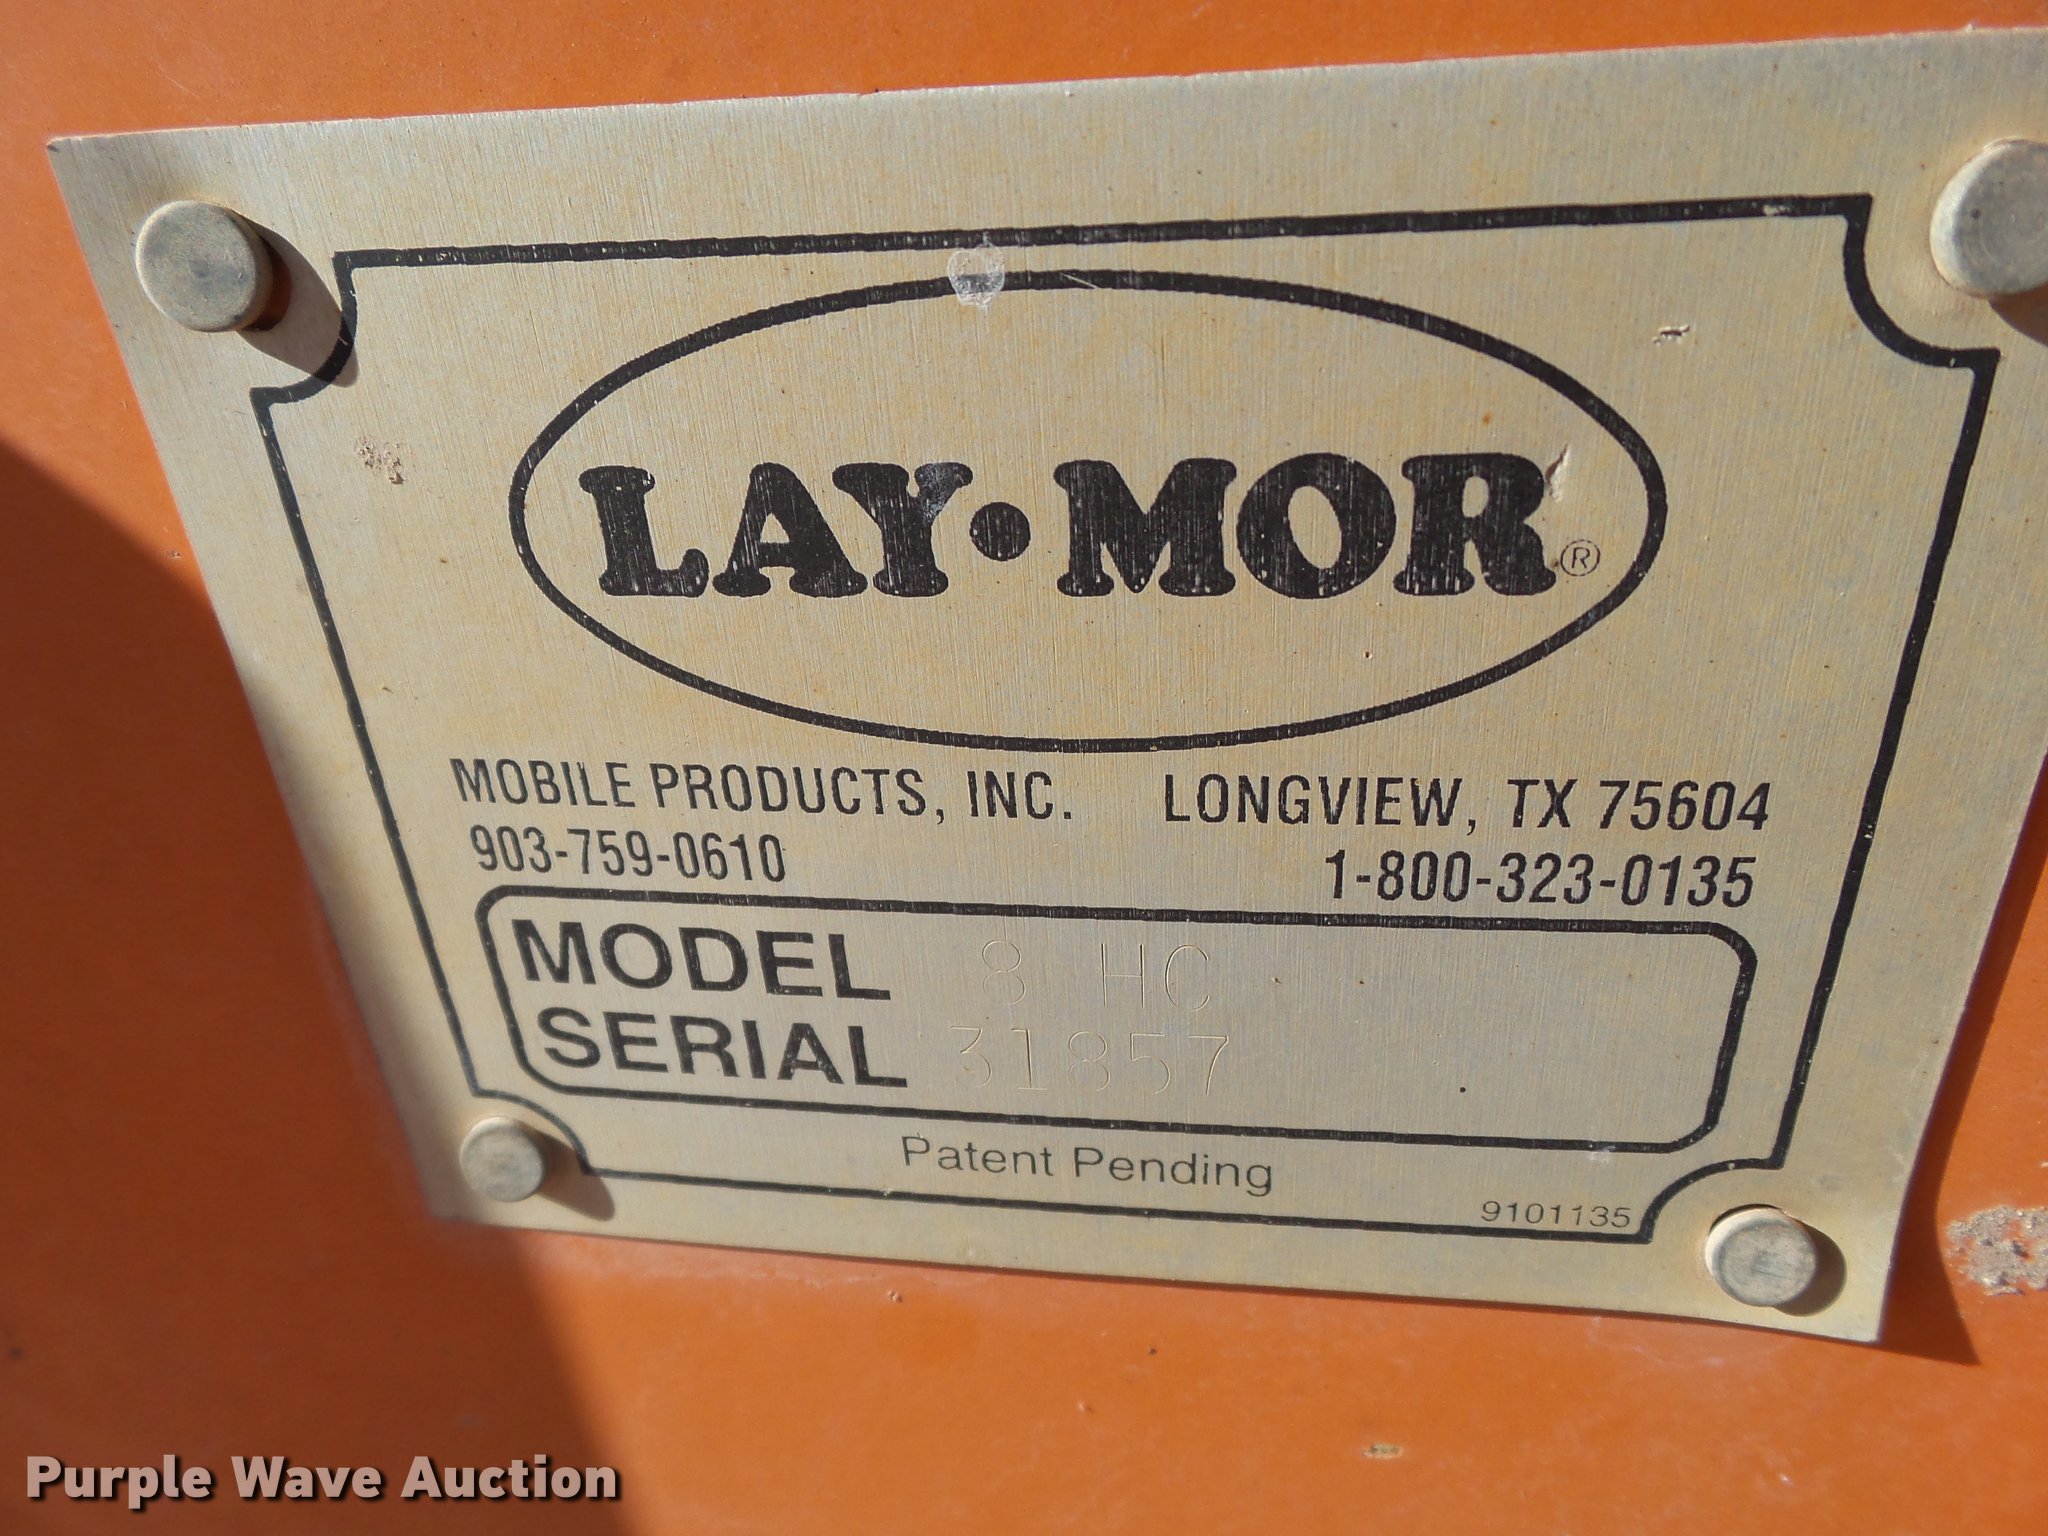 LAY•MOR®
MOBILE PRODUCTS, INC. LONGVIEW, TX 75604
903-759-0610 1-800-323-0135
MODEL 8 HC
SERIAL 31857
Patent Pending
9101135
Purple Wave Auction